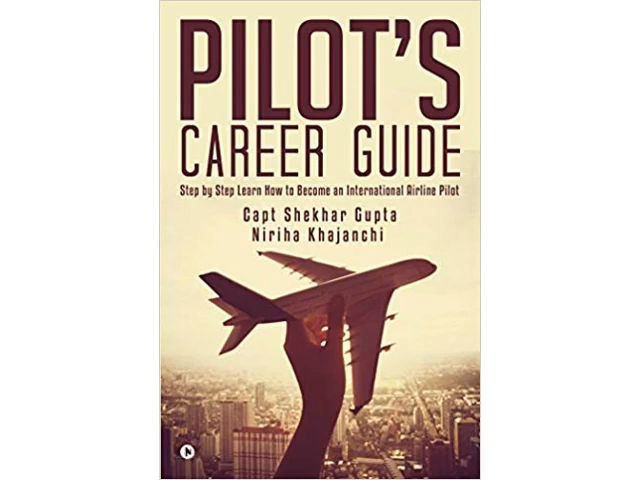 PILOT'S
CAREER GUIDE
Step by Step Learn How to Become an International Airline Pilot
Capt Shekhar Gupta
Niriha Khajanchi
N